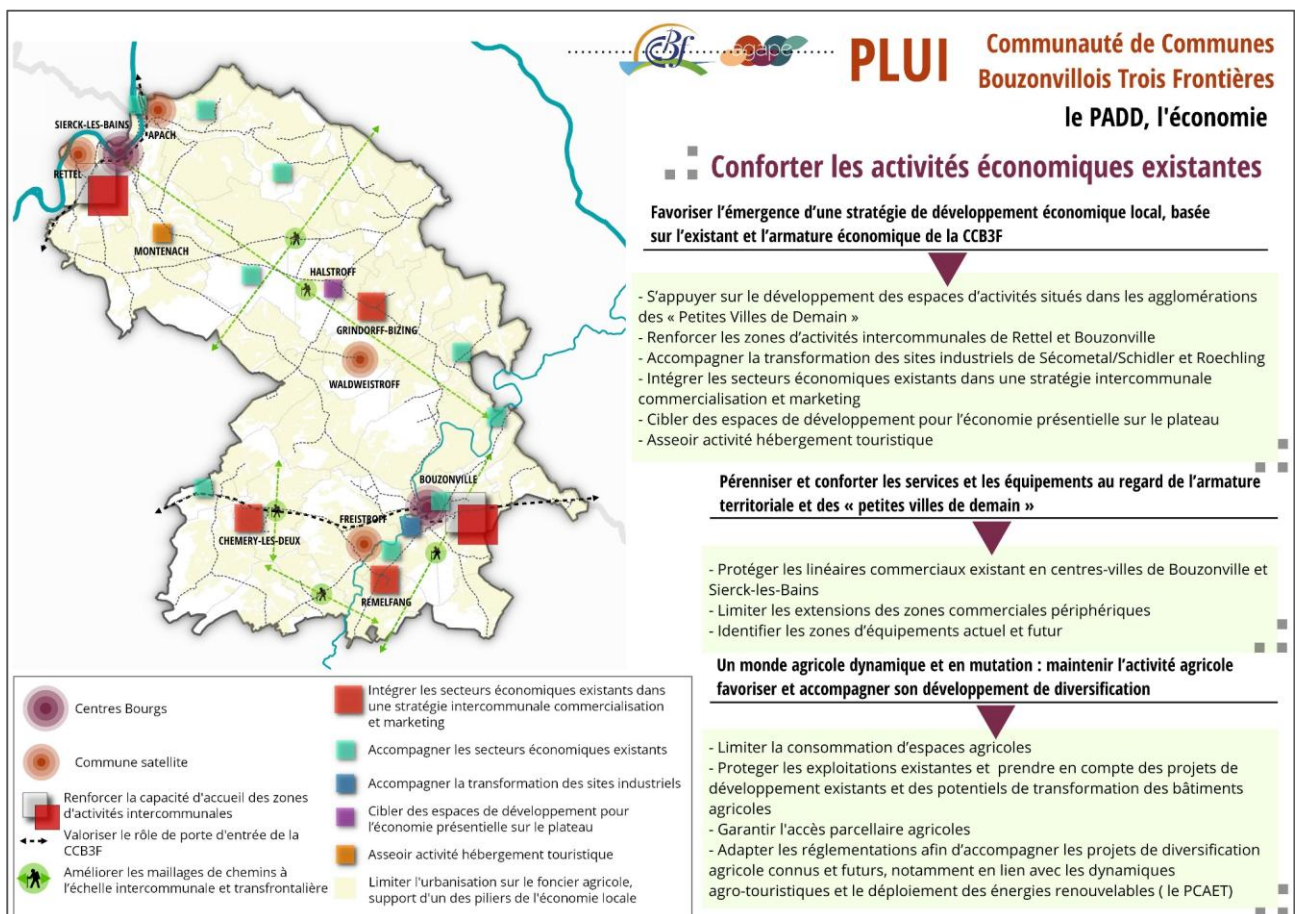 CCB3f
agape
PLUI
Communauté de Communes
Bouzonvillois Trois Frontières
le PADD, l'économie
Conforter les activités économiques existantes
Favoriser l'émergence d'une stratégie de développement économique local, basée
sur l'existant et l'armature économique de la CCB3F
- S'appuyer sur le développement des espaces d'activités situés dans les agglomérations
des « Petites Villes de Demain »
- Renforcer les zones d'activités intercommunales de Rettel et Bouzonville
- Accompagner la transformation des sites industriels de Sécometal/Schidler et Roechling
- Intégrer les secteurs économiques existants dans une stratégie intercommunale
commercialisation et marketing
- Cibler des espaces de développement pour l'économie présentielle sur le plateau
- Asseoir activité hébergement touristique
Pérenniser et conforter les services et les équipements au regard de l'armature
territoriale et des « petites villes de demain »
- Protéger les linéaires commerciaux existant en centres-villes de Bouzonville et
Sierck-les-Bains
- Limiter les extensions des zones commerciales périphériques
- Identifier les zones d'équipements actuel et futur
Un monde agricole dynamique et en mutation : maintenir l'activité agricole
favoriser et accompagner son développement de diversification
- Limiter la consommation d'espaces agricoles
- Proteger les exploitations existantes et prendre en compte des projets de
développement existants et des potentiels de transformation des bâtiments
agricoles
- Garantir l'accès parcellaire agricoles
- Adapter les réglementations afin d'accompagner les projets de diversification
agricole connus et futurs, notamment en lien avec les dynamiques
agro-touristiques et le déploiement des énergies renouvelables ( le PCAET)
SIERCK-LES-BAINS
APACH
RETTEL
MONTENACH
HALSTROFF
GRINDORFF-BIZING
WALDWEISTROFF
BOUZONVILLE
FREISTROFF
CHEMERY-LES-DEUX
REMELFANG
Centres Bourgs
Commune satellite
Renforcer la capacité d'accueil des zones
d'activités intercommunales
Valoriser le rôle de porte d'entrée de la
CCB3F
Améliorer les maillages de chemins à
l'échelle intercommunale et transfrontalière
Intégrer les secteurs économiques existants dans
une stratégie intercommunale commercialisation
et marketing
Accompagner les secteurs économiques existants
Accompagner la transformation des sites industriels
Cibler des espaces de développement pour
l'économie présentielle sur le plateau
Asseoir activité hébergement touristique
Limiter l'urbanisation sur le foncier agricole,
support d'un des piliers de l'économie locale